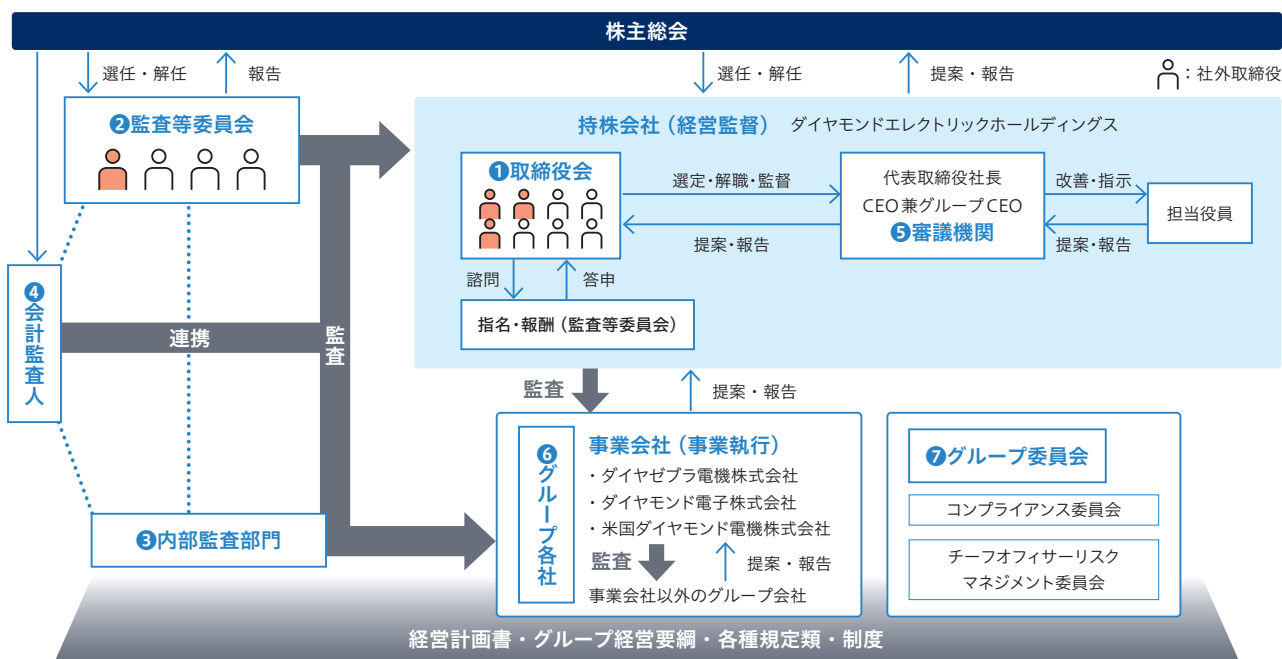 株主総会
選任・解任
報告
選任・解任
提案・報告
：社外取締役
❷監査等委員会
持株会社（経営監督） ダイヤモンドエレクトリックホールディングス
❶取締役会
選定・解職・監督
提案・報告
代表取締役社長
CEO兼グループCEO
❺審議機関
改善・指示
提案・報告
担当役員
諮問
答申
指名・報酬（監査等委員会）
❹会計監査人
連携
監査
監査
提案・報告
❸内部監査部門
❻グループ各社
事業会社（事業執行）
・ダイヤゼブラ電機株式会社
・ダイヤモンド電子株式会社
・米国ダイヤモンド電機株式会社
監査
提案・報告
事業会社以外のグループ会社
❼グループ委員会
コンプライアンス委員会
チーフオフィサーリスク
マネジメント委員会
経営計画書・グループ経営要綱・各種規定類・制度